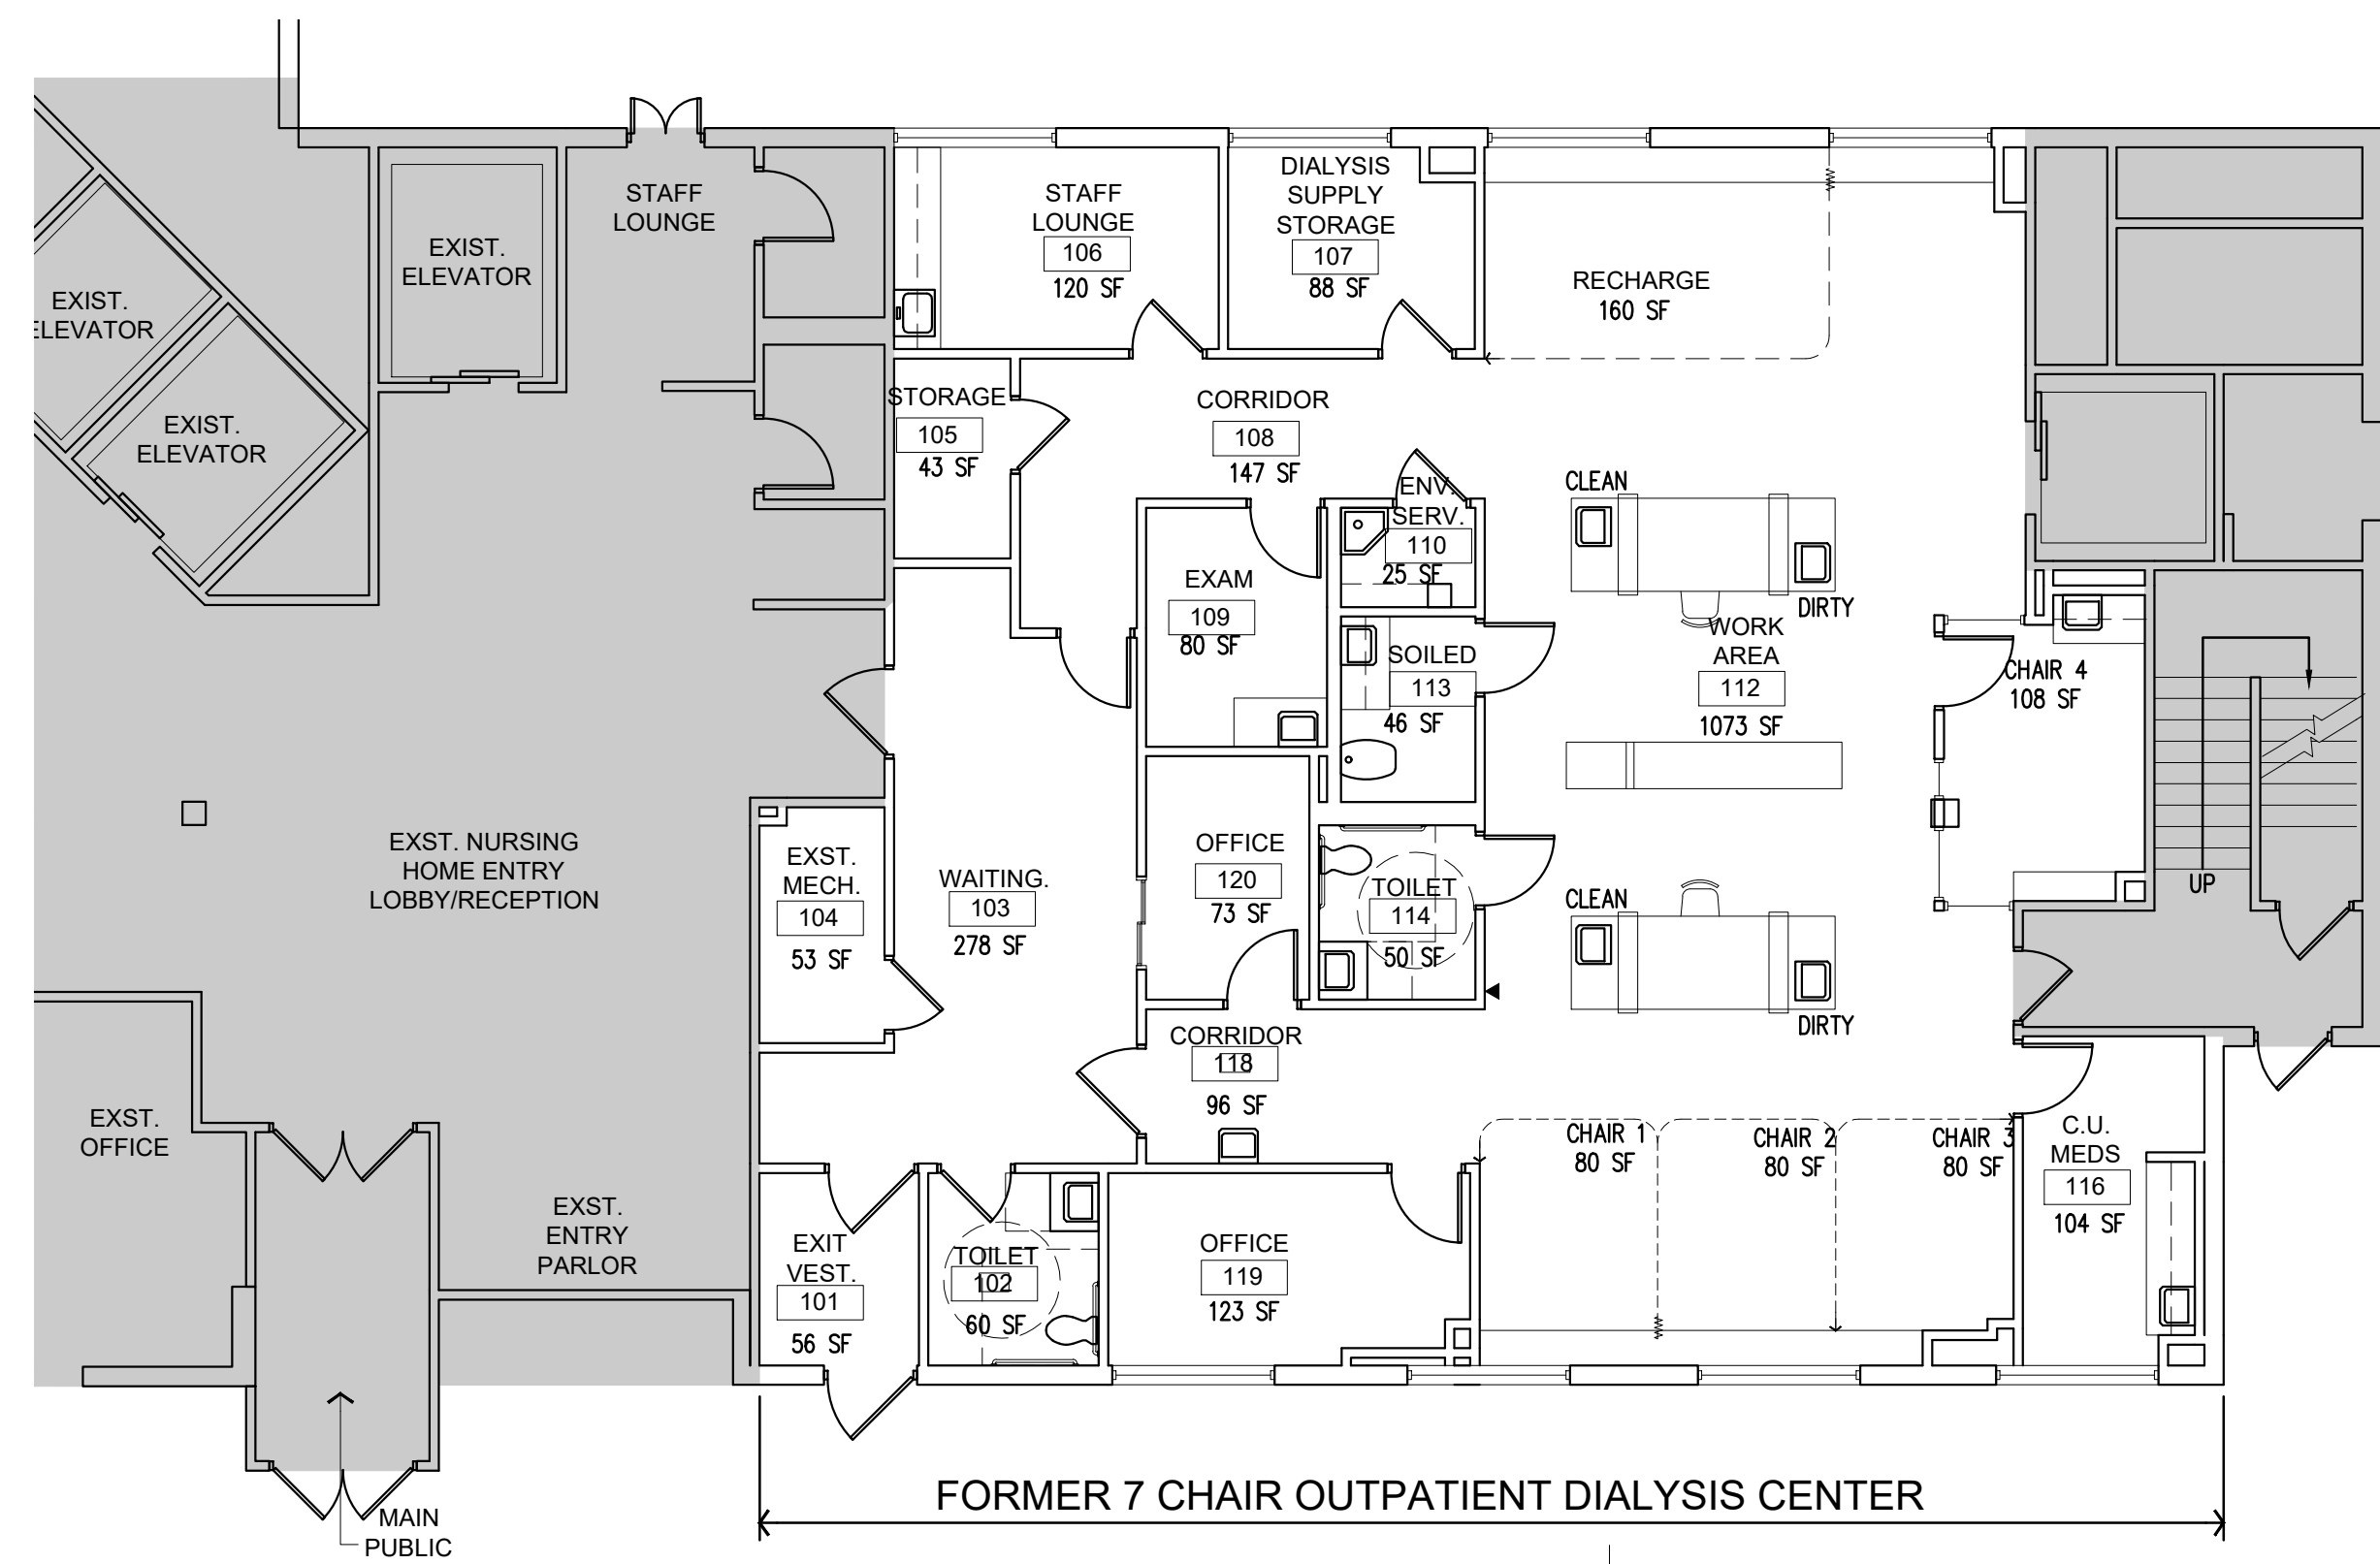 STAFF
LOUNGE
EXIST.
ELEVATOR
EXIST.
ELEVATOR
EXIST.
ELEVATOR
STAFF
LOUNGE
106
120 SF
DIALYSIS
SUPPLY
STORAGE
107
88 SF
RECHARGE
160 SF
STORAGE
105
43 SF
CORRIDOR
108
147 SF
EXAM
109
80 SF
ENV.
SERV.
110
25 SF
SOILED
113
46 SF
CLEAN
DIRTY
WORK
AREA
112
1073 SF
CHAIR 4
108 SF
UP
EXST. NURSING
HOME ENTRY
LOBBY/RECEPTION
EXST.
MECH.
104
53 SF
WAITING.
103
278 SF
OFFICE
120
73 SF
TOILET
114
50 SF
CLEAN
DIRTY
CORRIDOR
118
96 SF
CHAIR 1
80 SF
CHAIR 2
80 SF
CHAIR 3
80 SF
C.U.
MEDS
116
104 SF
EXST.
OFFICE
EXST.
ENTRY
PARLOR
EXIT
VEST.
101
56 SF
TOILET
102
60 SF
OFFICE
119
123 SF
MAIN
PUBLIC
FORMER 7 CHAIR OUTPATIENT DIALYSIS CENTER